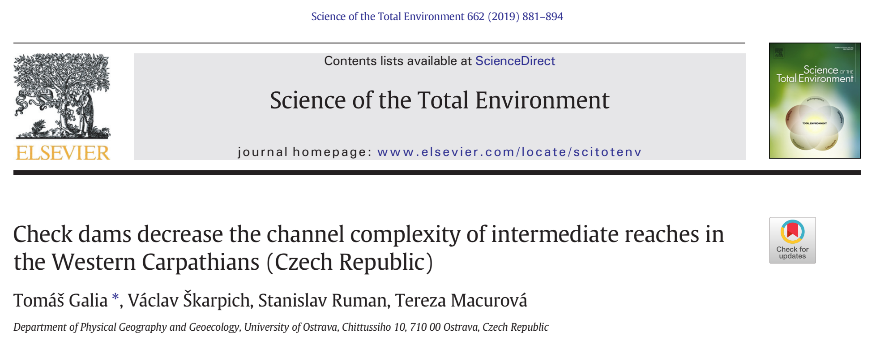 Science of the Total Environment 662 (2019) 881–894
Contents lists available at ScienceDirect
Science of the Total Environment
journal homepage: www.elsevier.com/locate/scitotenv
ELSEVIER
Science OF THE
Total Environment
TOTAL ENVIRONMENT
Check dams decrease the channel complexity of intermediate reaches in
the Western Carpathians (Czech Republic)
Check for
updates
Tomáš Galia *, Václav Škarpich, Stanislav Ruman, Tereza Macurová
Department of Physical Geography and Geoecology, University of Ostrava, Chittussiho 10, 710 00 Ostrava, Czech Republic